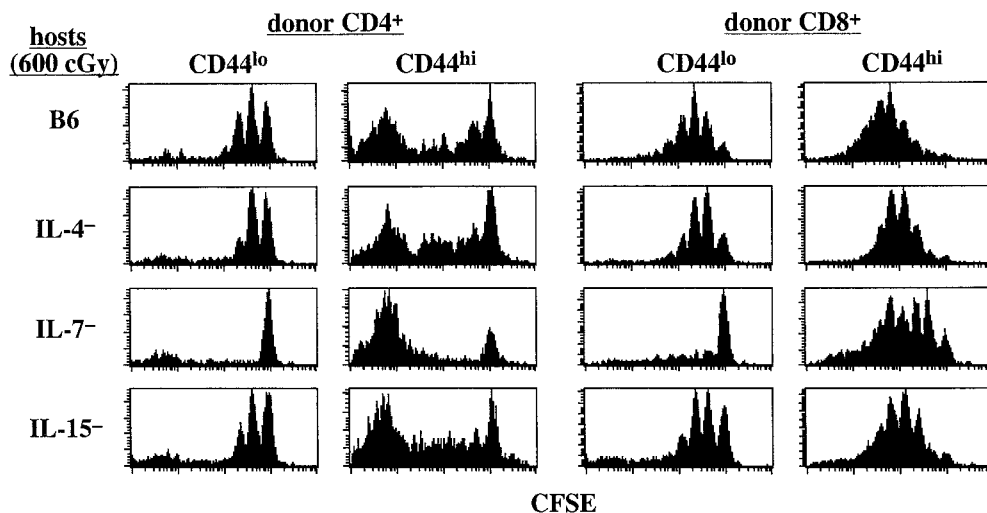 donor CD4+
donor CD8+
hosts
(600 cGy)
CD44lo
CD44hi
CD44lo
CD44hi
B6
IL-4–
IL-7–
IL-15–
CFSE